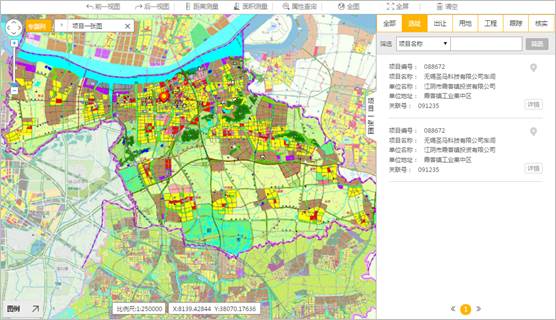 前一视图 后一视图 距离测量 面积测量 属性查询 全图 全屏 清空
专题列 项目一张图 ×
全部 选址 出让 用地 工程 跟踪 核实
筛选 项目名称 筛选
项目编号： 088672
项目名称： 无锡圣马科技有限公司车间
单位名称： 江阴市霞客镇投资有限公司
单位地址： 霞客镇工业集中区
关联号： 091235
详情
项目编号： 088672
项目名称： 无锡圣马科技有限公司车间
单位名称： 江阴市霞客镇投资有限公司
单位地址： 霞客镇工业集中区
关联号： 091235
详情
项目一张图
图例
比例尺:1:250000 X:8139.42844 Y:38070.17636
1